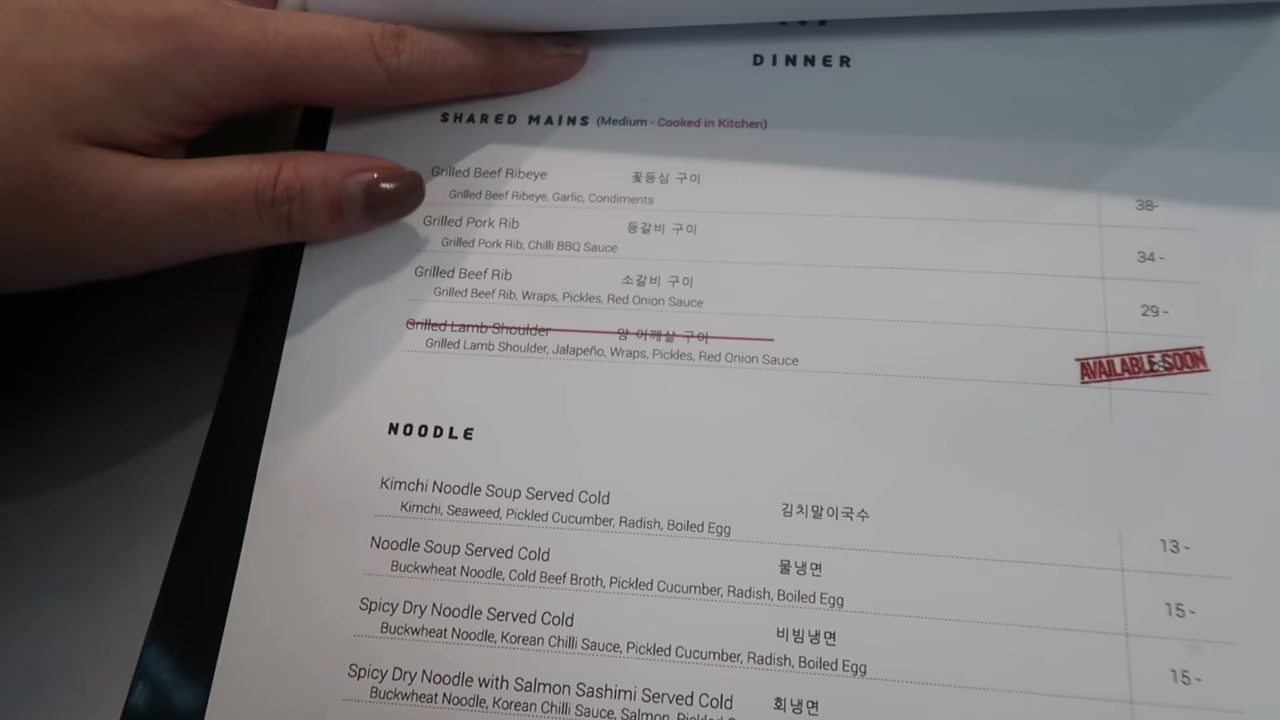 DINNER
SHARED MAINS (Medium - Cooked in Kitchen)
Grilled Beef Ribeye 꽃등심 구이
Grilled Beef Ribeye, Garlic, Condiments 38-
Grilled Pork Rib 등갈비 구이
Grilled Pork Rib, Chilli BBQ Sauce 34-
Grilled Beef Rib 소갈비 구이
Grilled Beef Rib, Wraps, Pickles, Red Onion Sauce 29-
Grilled Lamb Shoulder 양 어깨살 구이
Grilled Lamb Shoulder, Jalapeño, Wraps, Pickles, Red Onion Sauce AVAILABLE SOON
NOODLE
Kimchi Noodle Soup Served Cold 김치말이국수
Kimchi, Seaweed, Pickled Cucumber, Radish, Boiled Egg 13-
Noodle Soup Served Cold 물냉면
Buckwheat Noodle, Cold Beef Broth, Pickled Cucumber, Radish, Boiled Egg 15-
Spicy Dry Noodle Served Cold 비빔냉면
Buckwheat Noodle, Korean Chilli Sauce, Pickled Cucumber, Radish, Boiled Egg 15-
Spicy Dry Noodle with Salmon Sashimi Served Cold 회냉면
Buckwheat Noodle, Korean Chilli Sauce, Salmon,